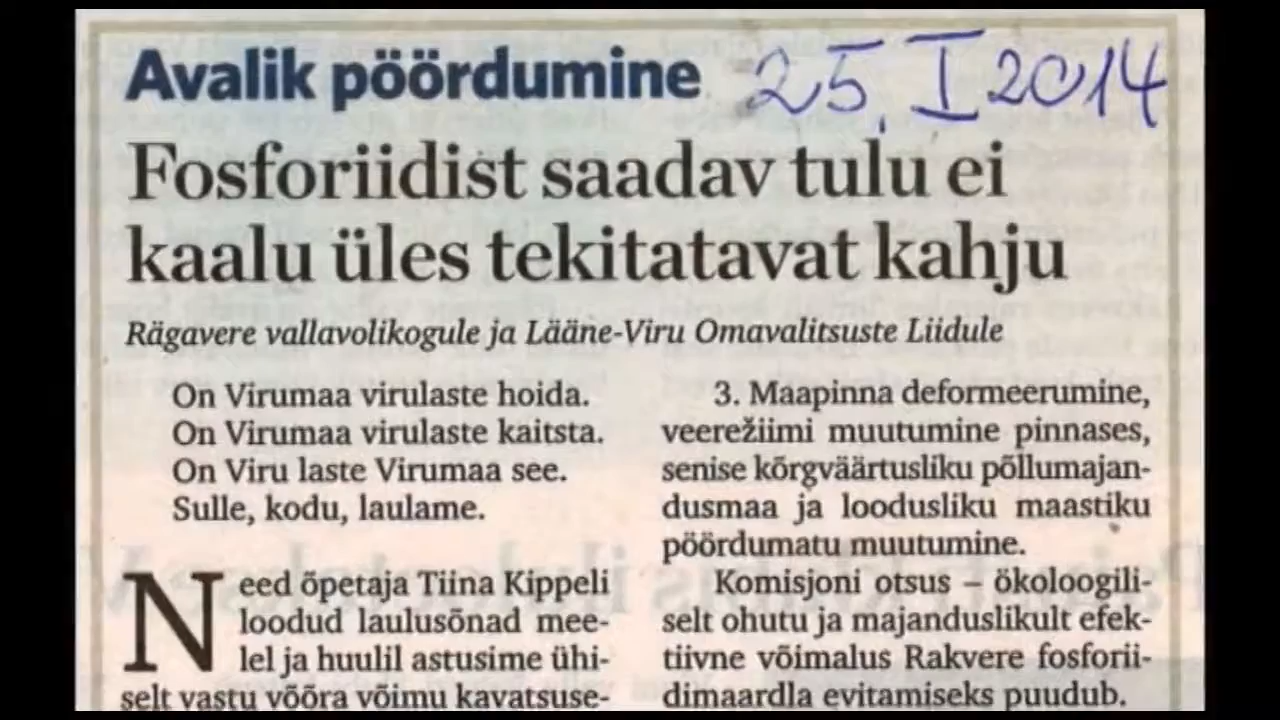 Avalik pöördumine 25. I 2014
Fosforiidist saadav tulu ei
kaalu üles tekitatavat kahju
Rägavere vallavolikogule ja Lääne-Viru Omavalitsuste Liidule
On Virumaa virulaste hoida.
On Virumaa virulaste kaitsta.
On Viru laste Virumaa see.
Sulle, kodu, laulame.
Need õpetaja Tiina Kippeli
loodud laulusõnad mee-
lel ja huulil astusime ühi-
selt vastu võõra võimu kavatsuse-
3. Maapinna deformeerumine,
veerežiimi muutumine pinnases,
senise kõrgväärtusliku põllumajan-
dusmaa ja loodusliku maastiku
pöördumatu muutumine.
Komisjoni otsus – ökoloogili-
selt ohutu ja majanduslikult efek-
tiivne võimalus Rakvere fosforii-
dimaardla evitamiseks puudub.